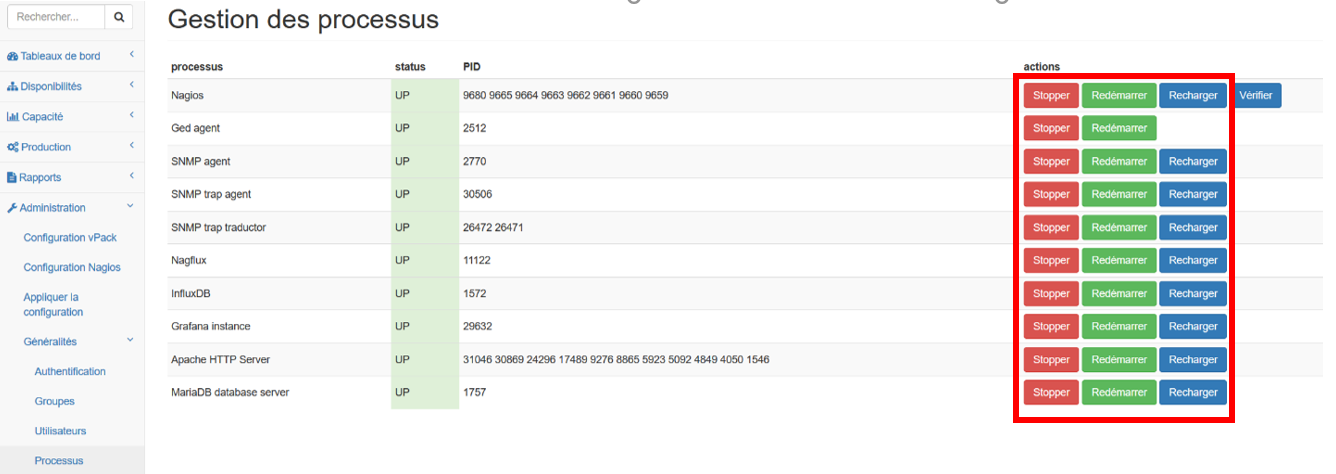 Rechercher...
Gestion des processus
Tableaux de bord
Disponibilités
Capacité
Production
Rapports
Administration
Configuration vPack
Configuration Nagios
Appliquer la
configuration
Généralités
Authentification
Groupes
Utilisateurs
Processus
processus status PID actions
Nagios UP 9680 9665 9664 9663 9662 9661 9660 9659 Stopper Redémarrer Recharger Vérifier
Ged agent UP 2512 Stopper Redémarrer
SNMP agent UP 2770 Stopper Redémarrer Recharger
SNMP trap agent UP 30506 Stopper Redémarrer Recharger
SNMP trap traductor UP 26472 26471 Stopper Redémarrer Recharger
Nagflux UP 11122 Stopper Redémarrer Recharger
InfluxDB UP 1572 Stopper Redémarrer Recharger
Grafana instance UP 29632 Stopper Redémarrer Recharger
Apache HTTP Server UP 31046 30869 24296 17489 9276 8865 5923 5092 4849 4050 1546 Stopper Redémarrer Recharger
MariaDB database server UP 1757 Stopper Redémarrer Recharger